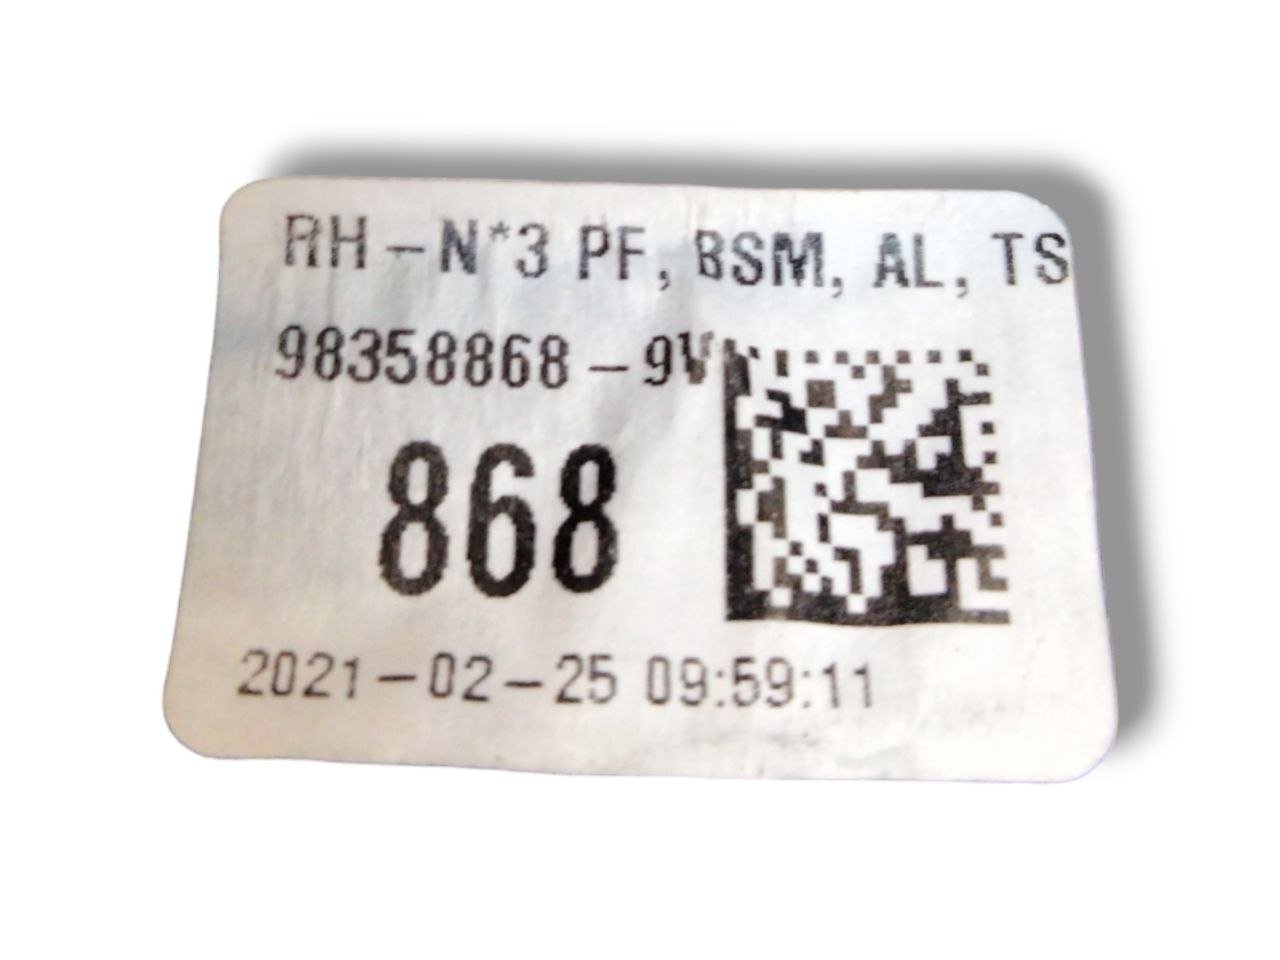 RH-N*3 PF, BSM, AL, TS
98358868-9V
868
2021-02-25 09:59:11